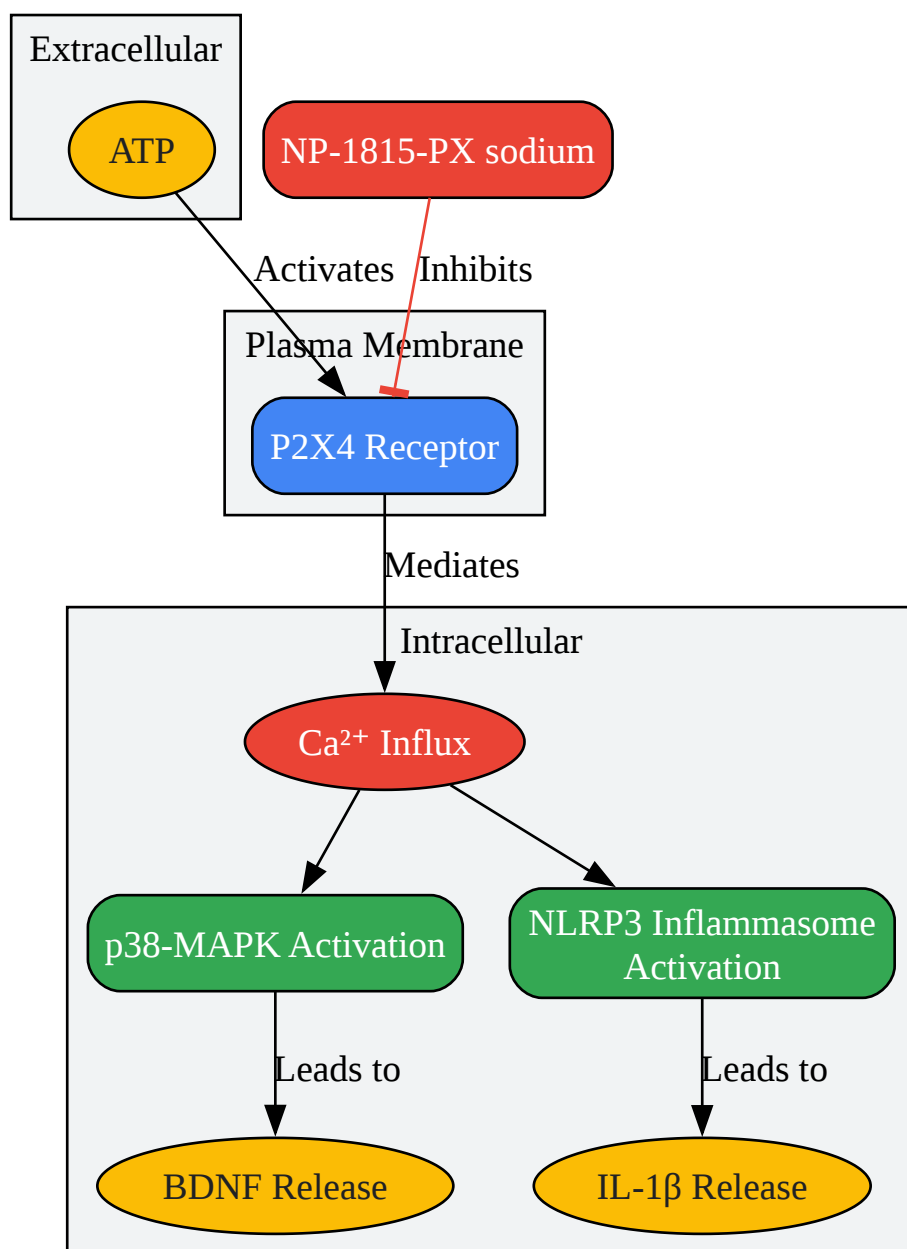 Extracellular
ATP
NP-1815-PX sodium
Activates
Inhibits
Plasma Membrane
P2X4 Receptor
Mediates
Intracellular
Ca²⁺ Influx
p38-MAPK Activation
NLRP3 Inflammasome
Activation
Leads to
Leads to
BDNF Release
IL-1β Release